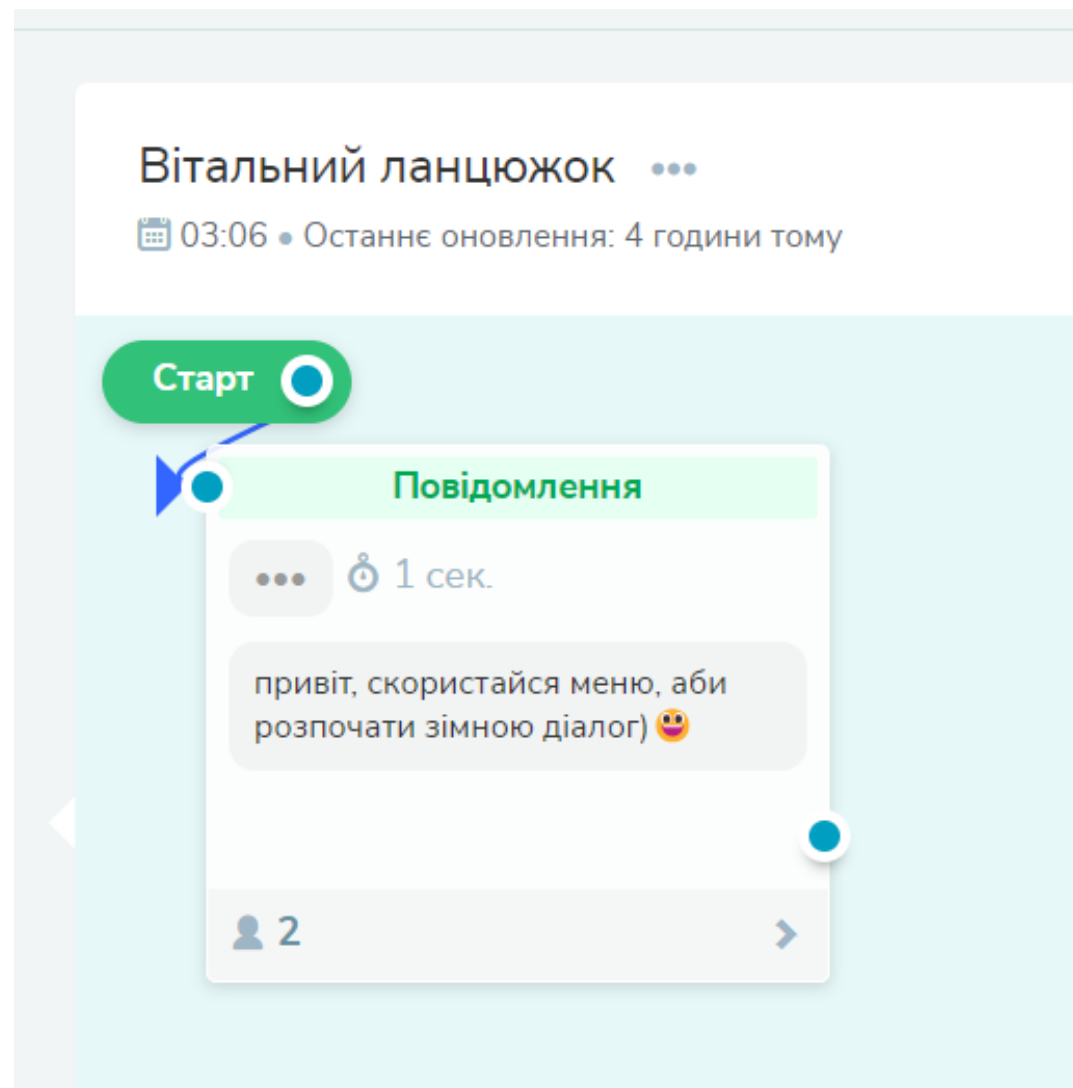 Вітальний ланцюжок •••
03:06 • Останнє оновлення: 4 години тому
Старт
Повідомлення
••• 1 сек.
привіт, скористайся меню, аби
розпочати зімною діалог) 😃
2